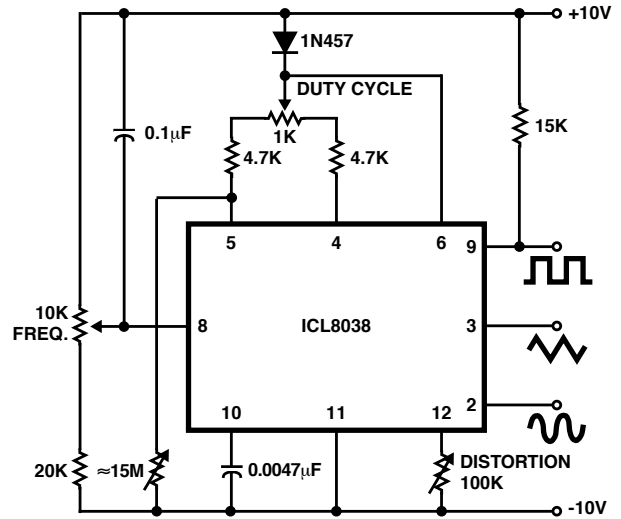 +10V
1N457
DUTY CYCLE
0.1µF
1K
15K
4.7K
4.7K
5
4
6
9
10K
FREQ.
8
ICL8038
3
2
10
11
12
20K
≈15M
0.0047µF
DISTORTION
100K
-10V